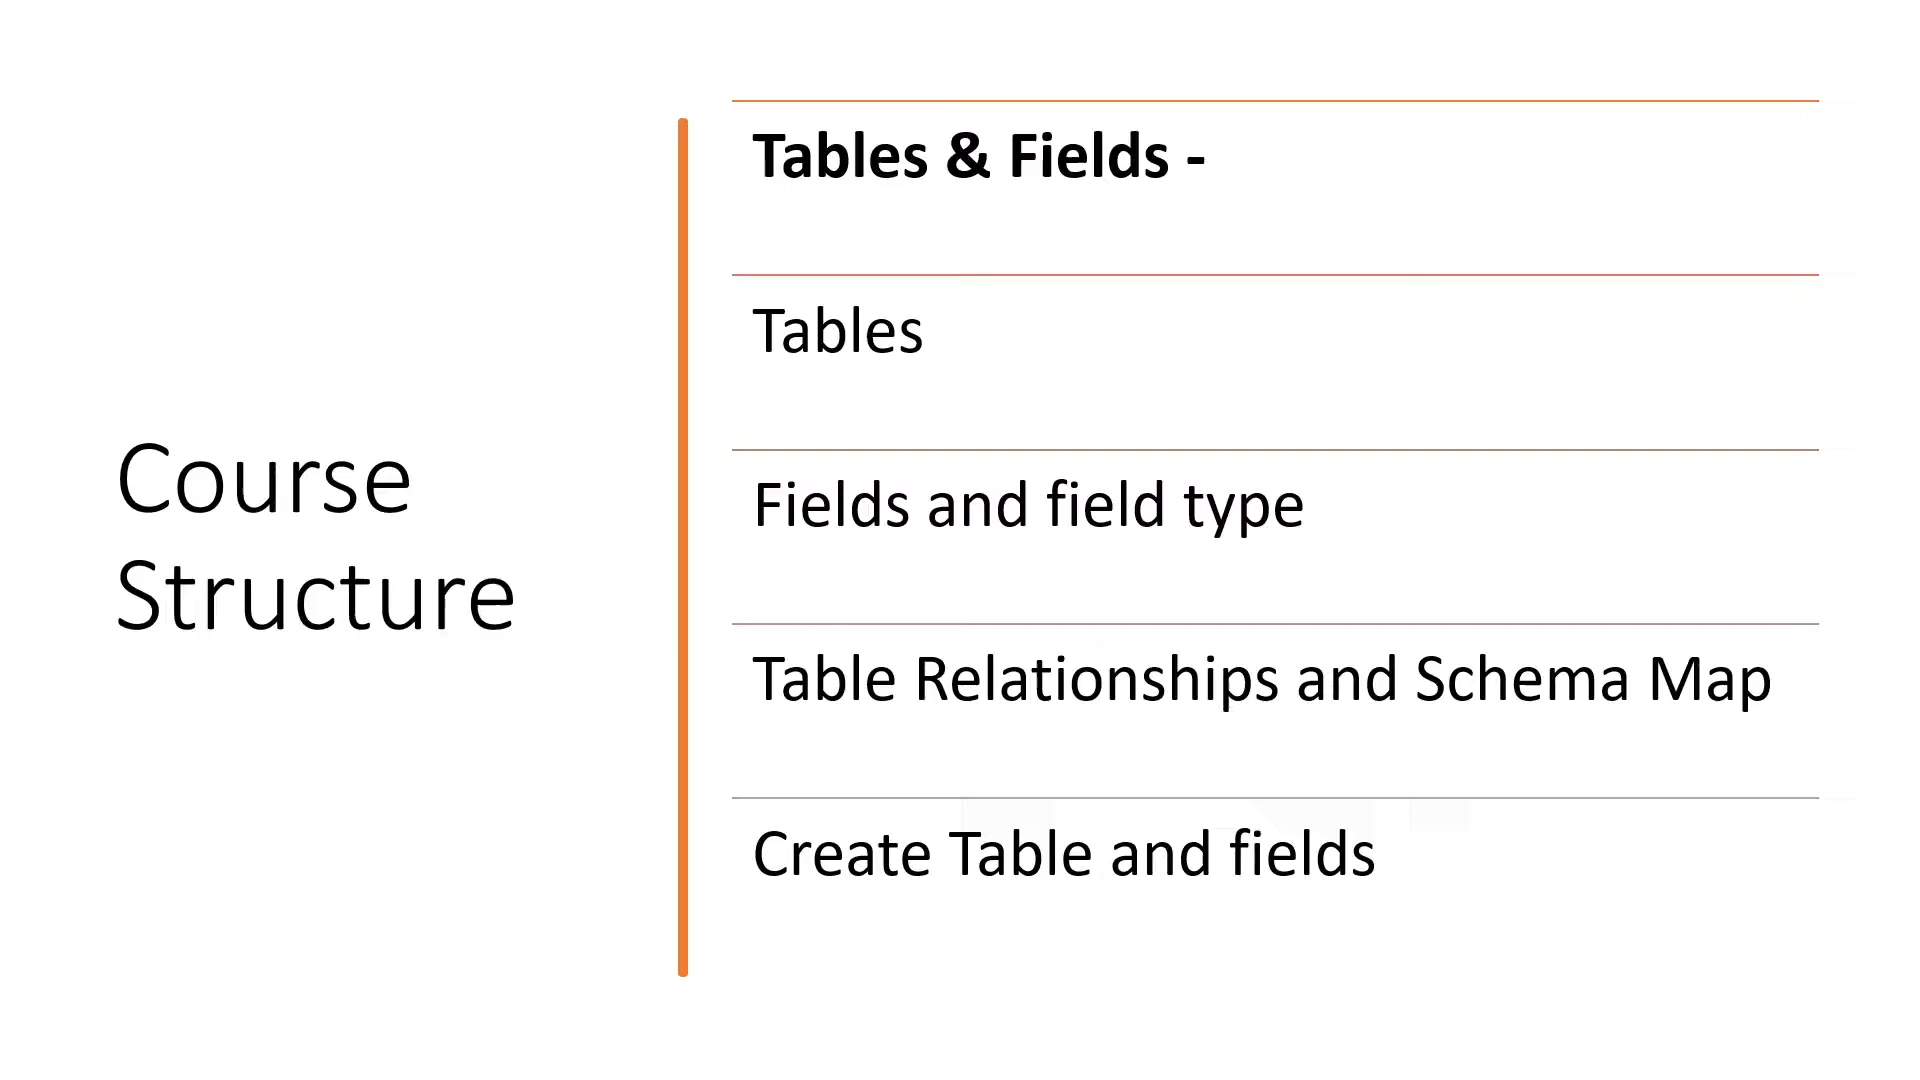 Course
Structure
Tables & Fields -
Tables
Fields and field type
Table Relationships and Schema Map
Create Table and fields